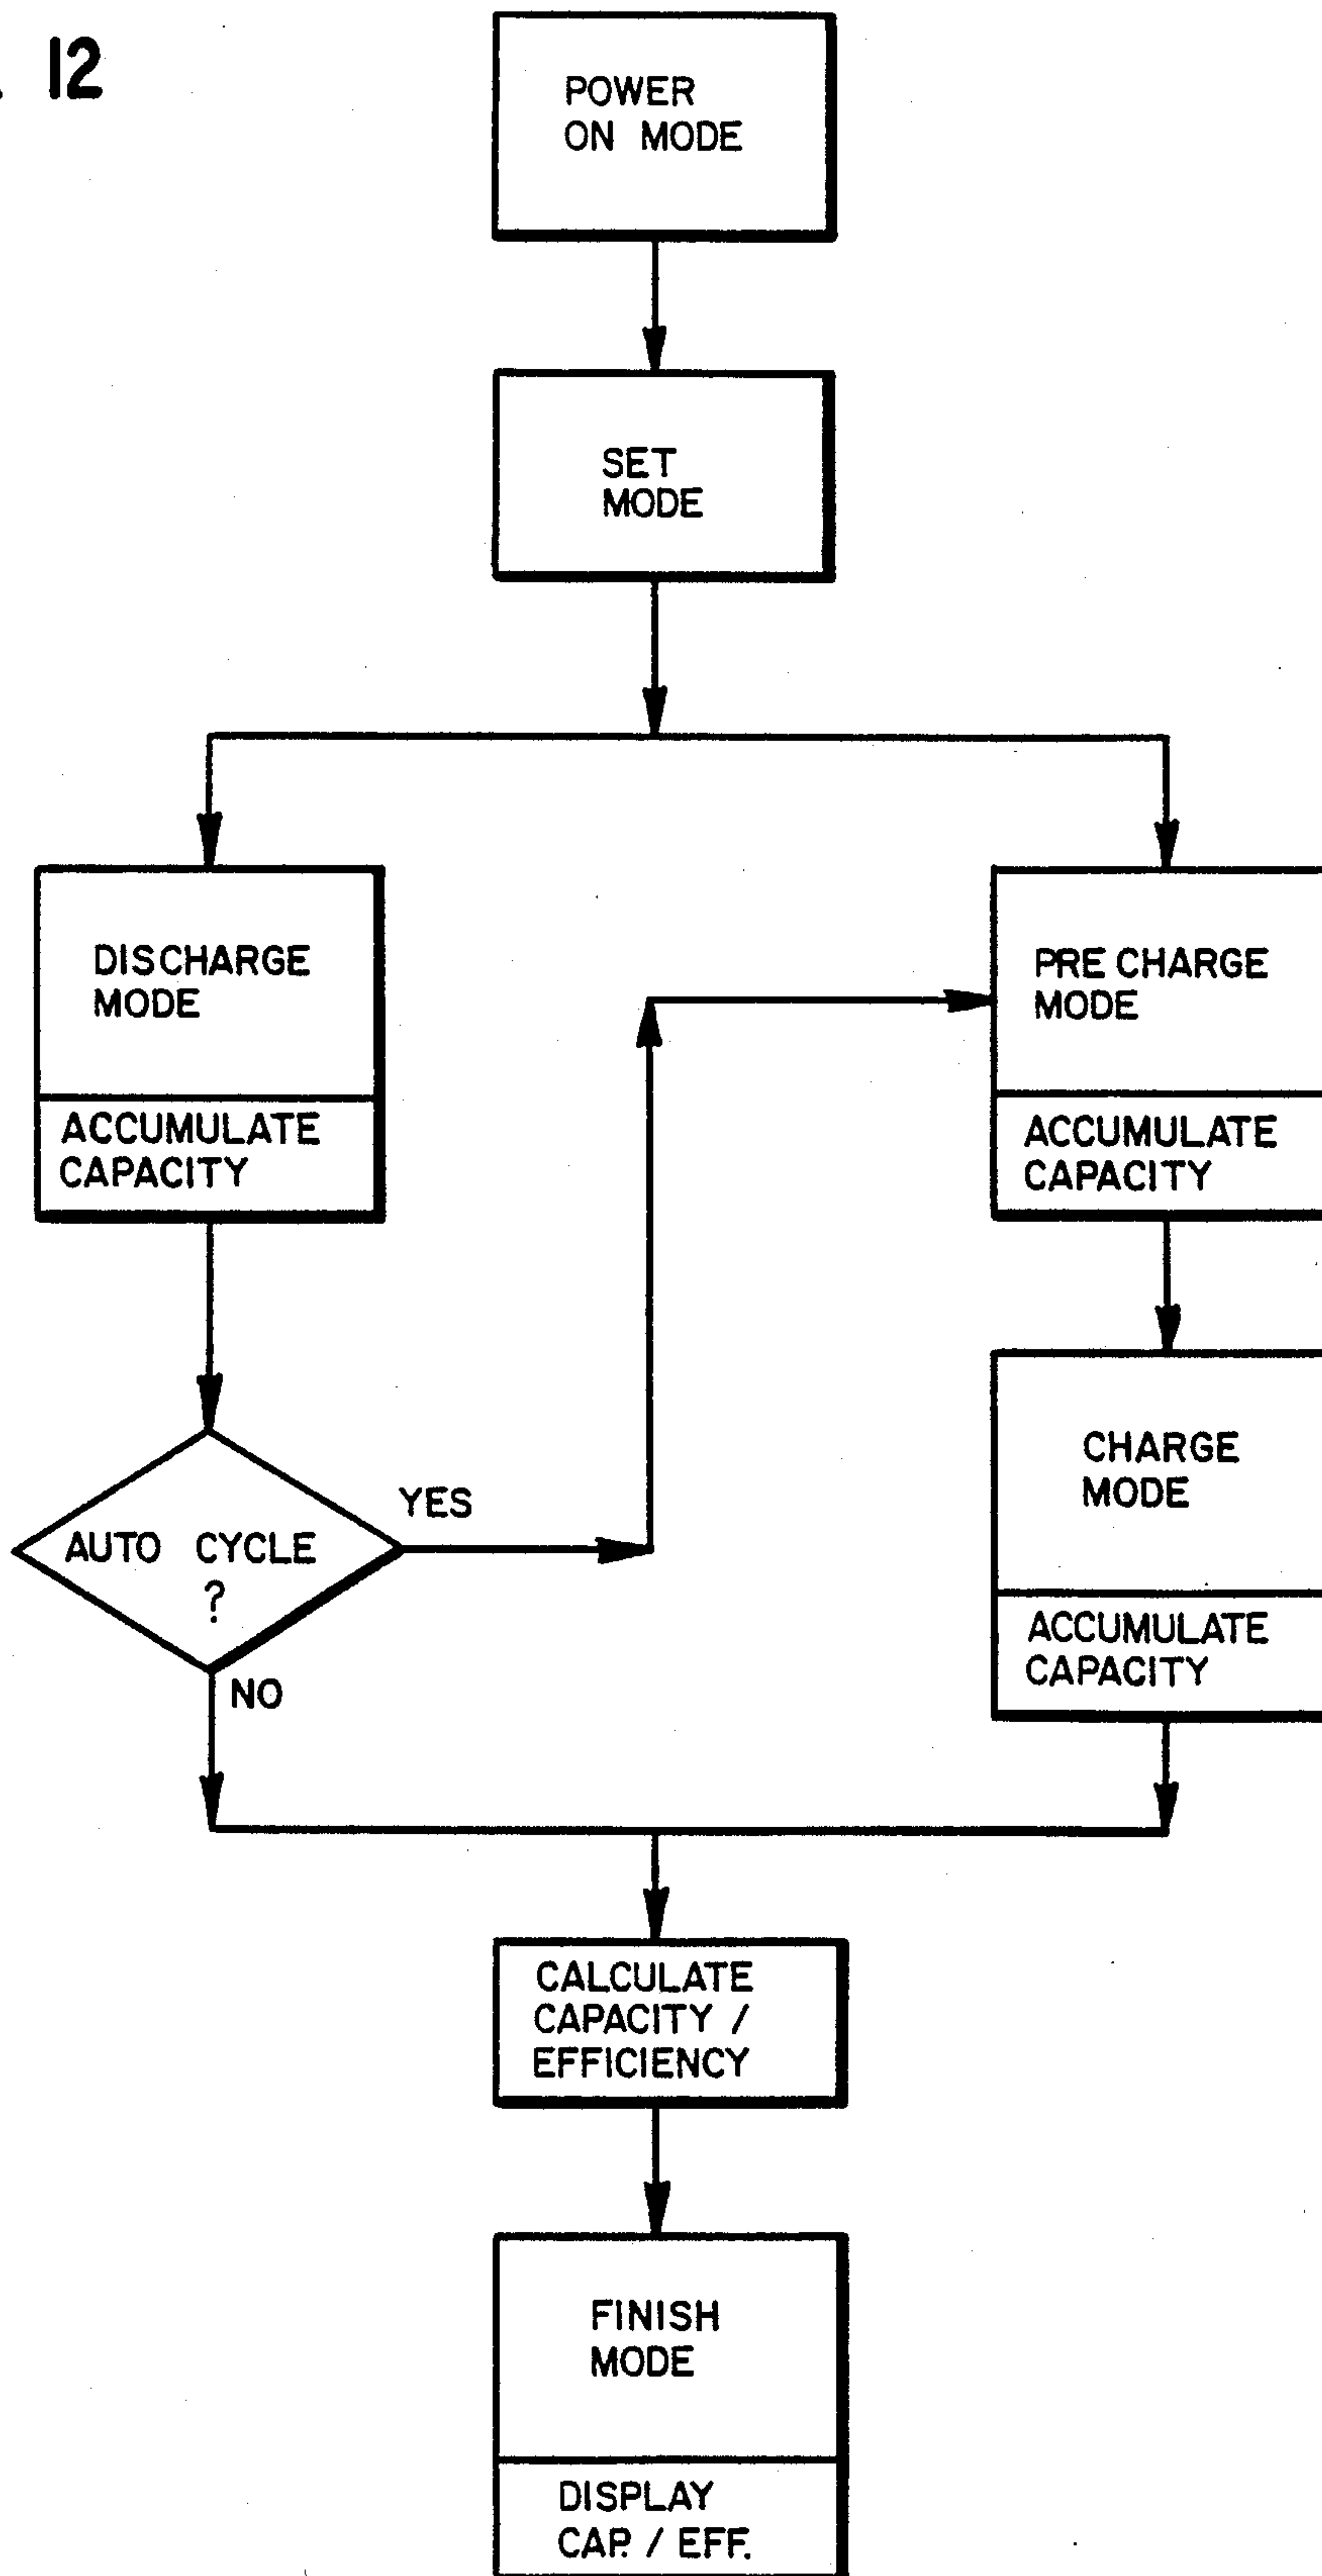 12
POWER
ON MODE
SET
MODE
DISCHARGE
MODE
ACCUMULATE
CAPACITY
PRE CHARGE
MODE
ACCUMULATE
CAPACITY
CHARGE
MODE
ACCUMULATE
CAPACITY
AUTO CYCLE
?
YES
NO
CALCULATE
CAPACITY /
EFFICIENCY
FINISH
MODE
DISPLAY
CAP. / EFF.